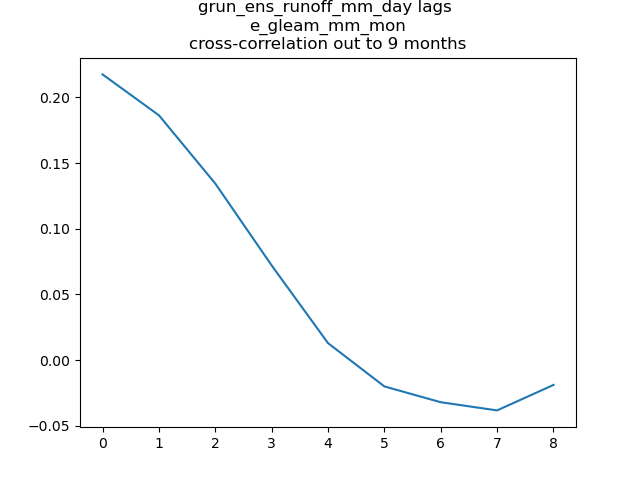 grun_ens_runoff_mm_day lags
e_gleam_mm_mon
cross-correlation out to 9 months
0.20
0.15
0.10
0.05
0.00
−0.05
0 1 2 3 4 5 6 7 8